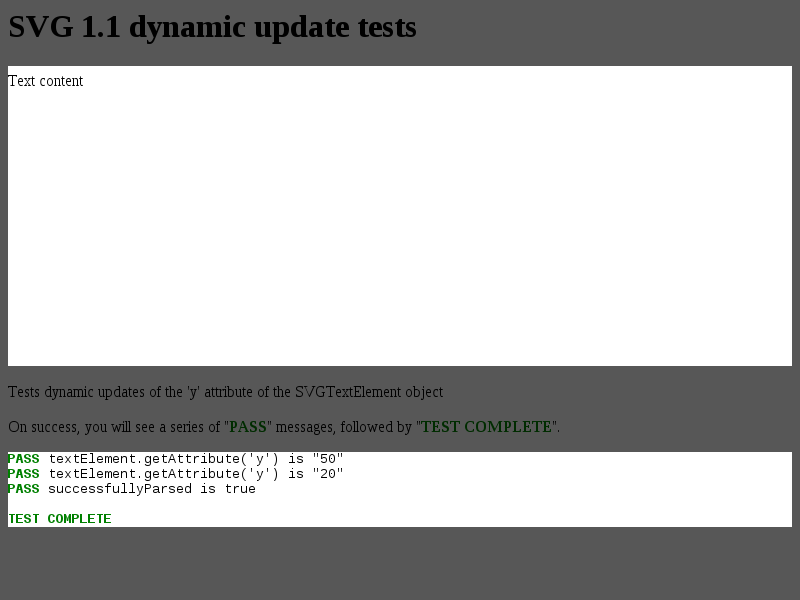 SVG 1.1 dynamic update tests
Text content
Tests dynamic updates of the 'y' attribute of the SVGTextElement object
On success, you will see a series of "PASS" messages, followed by "TEST COMPLETE".
PASS textElement.getAttribute('y') is "50"
PASS textElement.getAttribute('y') is "20"
PASS successfullyParsed is true
TEST COMPLETE